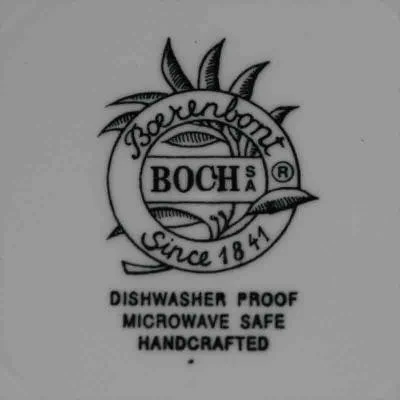 Boerenbont
BOCH SA ®
Since 1841
DISHWASHER PROOF
MICROWAVE SAFE
HANDCRAFTED